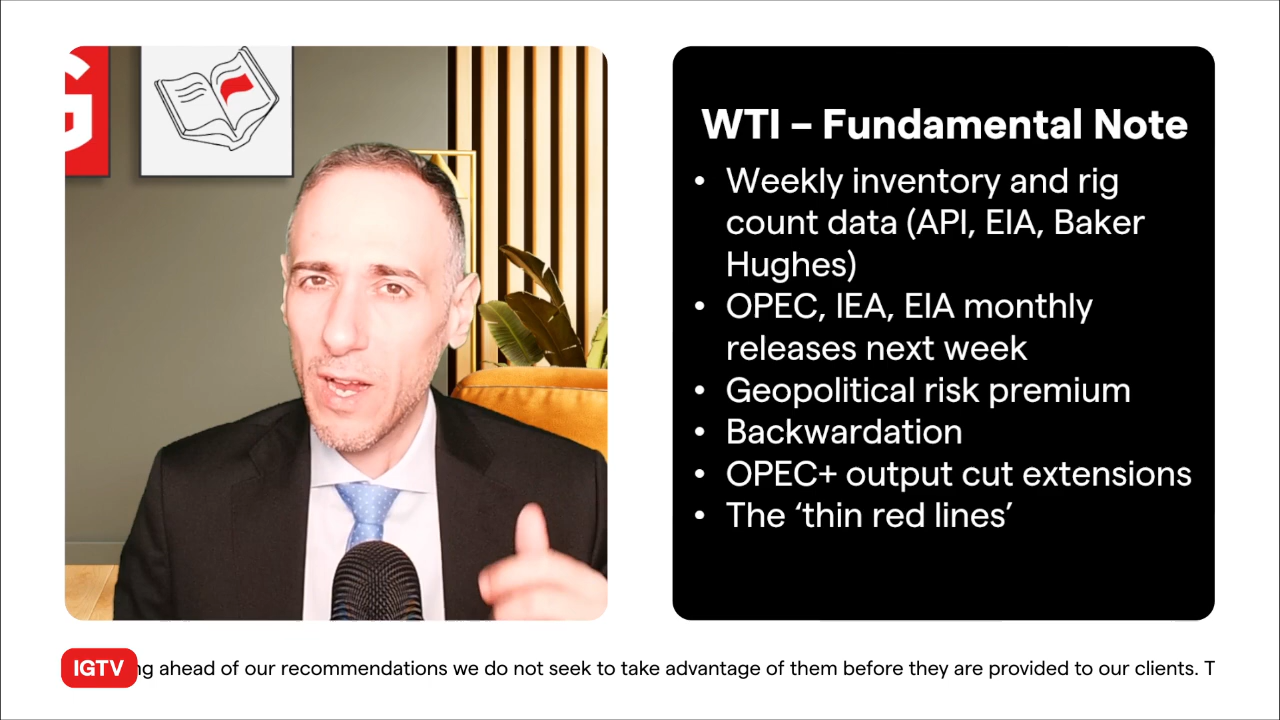 WTI – Fundamental Note
• Weekly inventory and rig
count data (API, EIA, Baker
Hughes)
• OPEC, IEA, EIA monthly
releases next week
• Geopolitical risk premium
• Backwardation
• OPEC+ output cut extensions
• The ‘thin red lines’
IGTV
ng ahead of our recommendations we do not seek to take advantage of them before they are provided to our clients. T